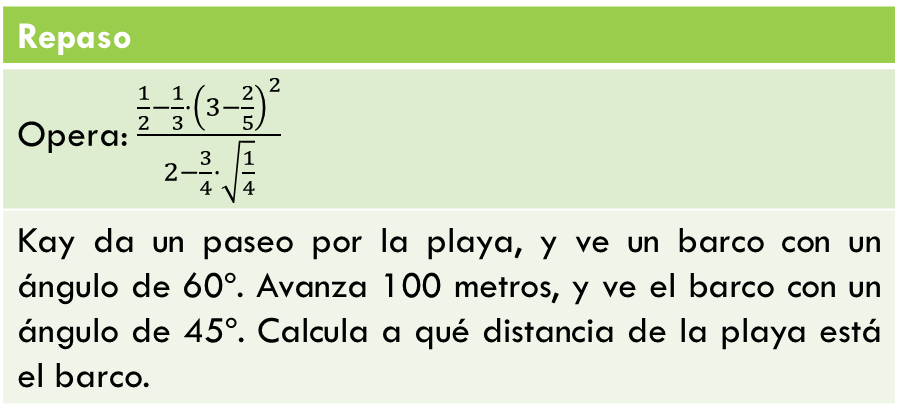 Repaso
Opera: \frac{\frac{1}{2}-\frac{1}{3}\cdot\left(3-\frac{2}{5}\right)^2}{2-\frac{3}{4}\cdot\sqrt{\frac{1}{4}}}
Kay da un paseo por la playa, y ve un barco con un
ángulo de 60º. Avanza 100 metros, y ve el barco con un
ángulo de 45º. Calcula a qué distancia de la playa está
el barco.